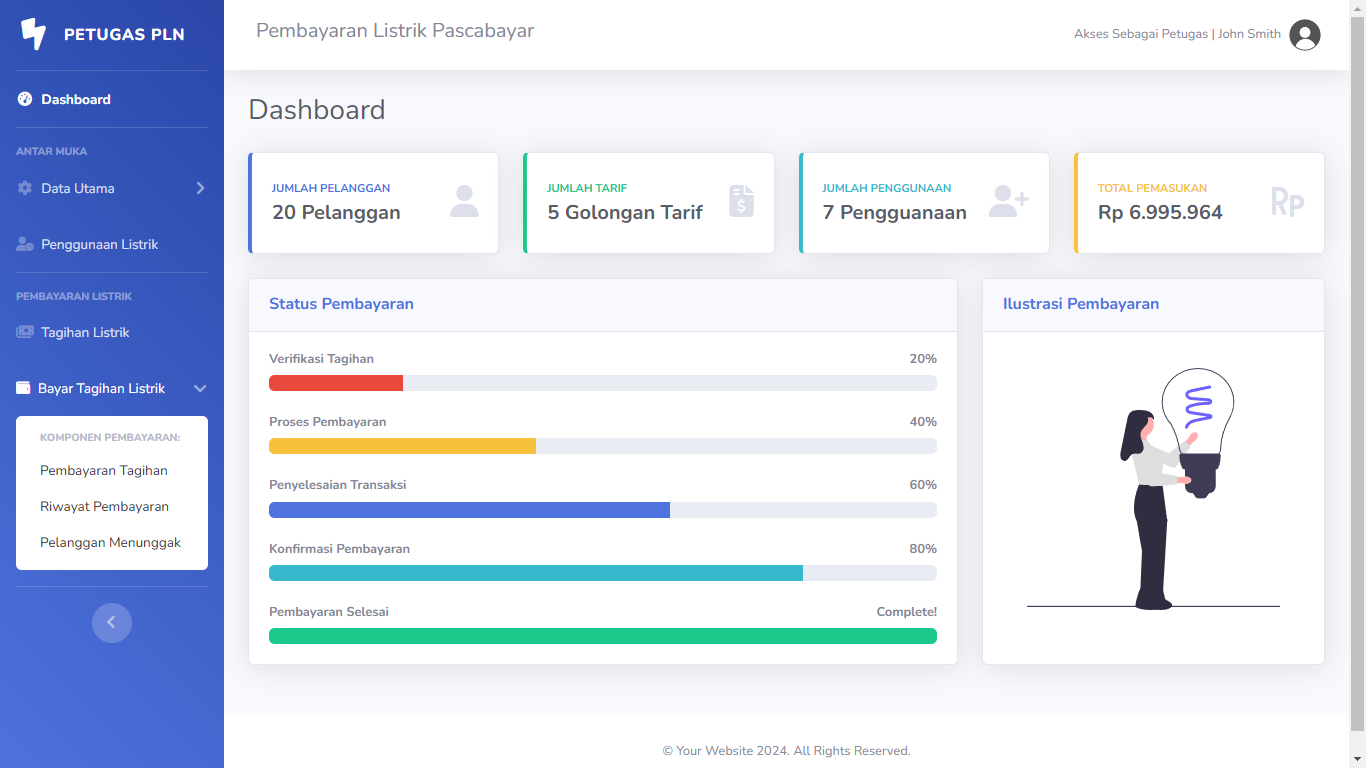 PETUGAS PLN
Dashboard
ANTAR MUKA
Data Utama
Penggunaan Listrik
PEMBAYARAN LISTRIK
Tagihan Listrik
Bayar Tagihan Listrik
KOMPONEN PEMBAYARAN:
Pembayaran Tagihan
Riwayat Pembayaran
Pelanggan Menunggak
Pembayaran Listrik Pascabayar
Akses Sebagai Petugas | John Smith
Dashboard
JUMLAH PELANGGAN
20 Pelanggan
JUMLAH TARIF
5 Golongan Tarif
$
JUMLAH PENGGUNAAN
7 Pengguanaan
TOTAL PEMASUKAN
Rp 6.995.964
Rp
Status Pembayaran
Verifikasi Tagihan 20%
Proses Pembayaran 40%
Penyelesaian Transaksi 60%
Konfirmasi Pembayaran 80%
Pembayaran Selesai Complete!
Ilustrasi Pembayaran
© Your Website 2024. All Rights Reserved.